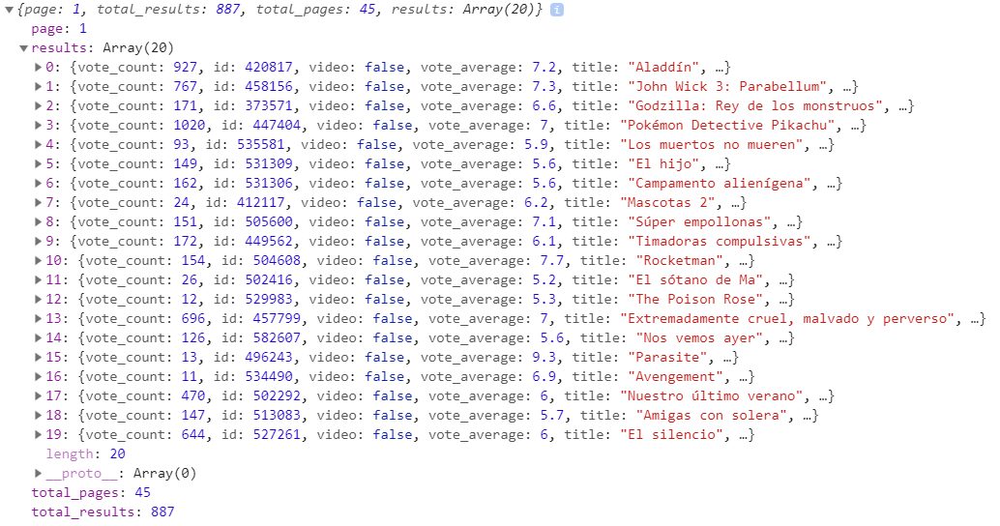 {page: 1, total_results: 887, total_pages: 45, results: Array(20)} i
page: 1
results: Array(20)
0: {vote_count: 927, id: 420817, video: false, vote_average: 7.2, title: "Aladdín", …}
1: {vote_count: 767, id: 458156, video: false, vote_average: 7.3, title: "John Wick 3: Parabellum", …}
2: {vote_count: 171, id: 373571, video: false, vote_average: 6.6, title: "Godzilla: Rey de los monstruos", …}
3: {vote_count: 1020, id: 447404, video: false, vote_average: 7, title: "Pokémon Detective Pikachu", …}
4: {vote_count: 93, id: 535581, video: false, vote_average: 5.9, title: "Los muertos no mueren", …}
5: {vote_count: 149, id: 531309, video: false, vote_average: 5.6, title: "El hijo", …}
6: {vote_count: 162, id: 531306, video: false, vote_average: 5.6, title: "Campamento alienígena", …}
7: {vote_count: 24, id: 412117, video: false, vote_average: 6.2, title: "Mascotas 2", …}
8: {vote_count: 151, id: 505600, video: false, vote_average: 7.1, title: "Súper empollonas", …}
9: {vote_count: 172, id: 449562, video: false, vote_average: 6.1, title: "Timadoras compulsivas", …}
10: {vote_count: 154, id: 504608, video: false, vote_average: 7.7, title: "Rocketman", …}
11: {vote_count: 26, id: 502416, video: false, vote_average: 5.2, title: "El sótano de Ma", …}
12: {vote_count: 12, id: 529983, video: false, vote_average: 5.3, title: "The Poison Rose", …}
13: {vote_count: 696, id: 457799, video: false, vote_average: 7, title: "Extremadamente cruel, malvado y perverso", …}
14: {vote_count: 126, id: 582607, video: false, vote_average: 5.6, title: "Nos vemos ayer", …}
15: {vote_count: 13, id: 496243, video: false, vote_average: 9.3, title: "Parasite", …}
16: {vote_count: 11, id: 534490, video: false, vote_average: 6.9, title: "Avengement", …}
17: {vote_count: 470, id: 502292, video: false, vote_average: 6, title: "Nuestro último verano", …}
18: {vote_count: 147, id: 513083, video: false, vote_average: 5.7, title: "Amigas con solera", …}
19: {vote_count: 644, id: 527261, video: false, vote_average: 6, title: "El silencio", …}
length: 20
__proto__: Array(0)
total_pages: 45
total_results: 887